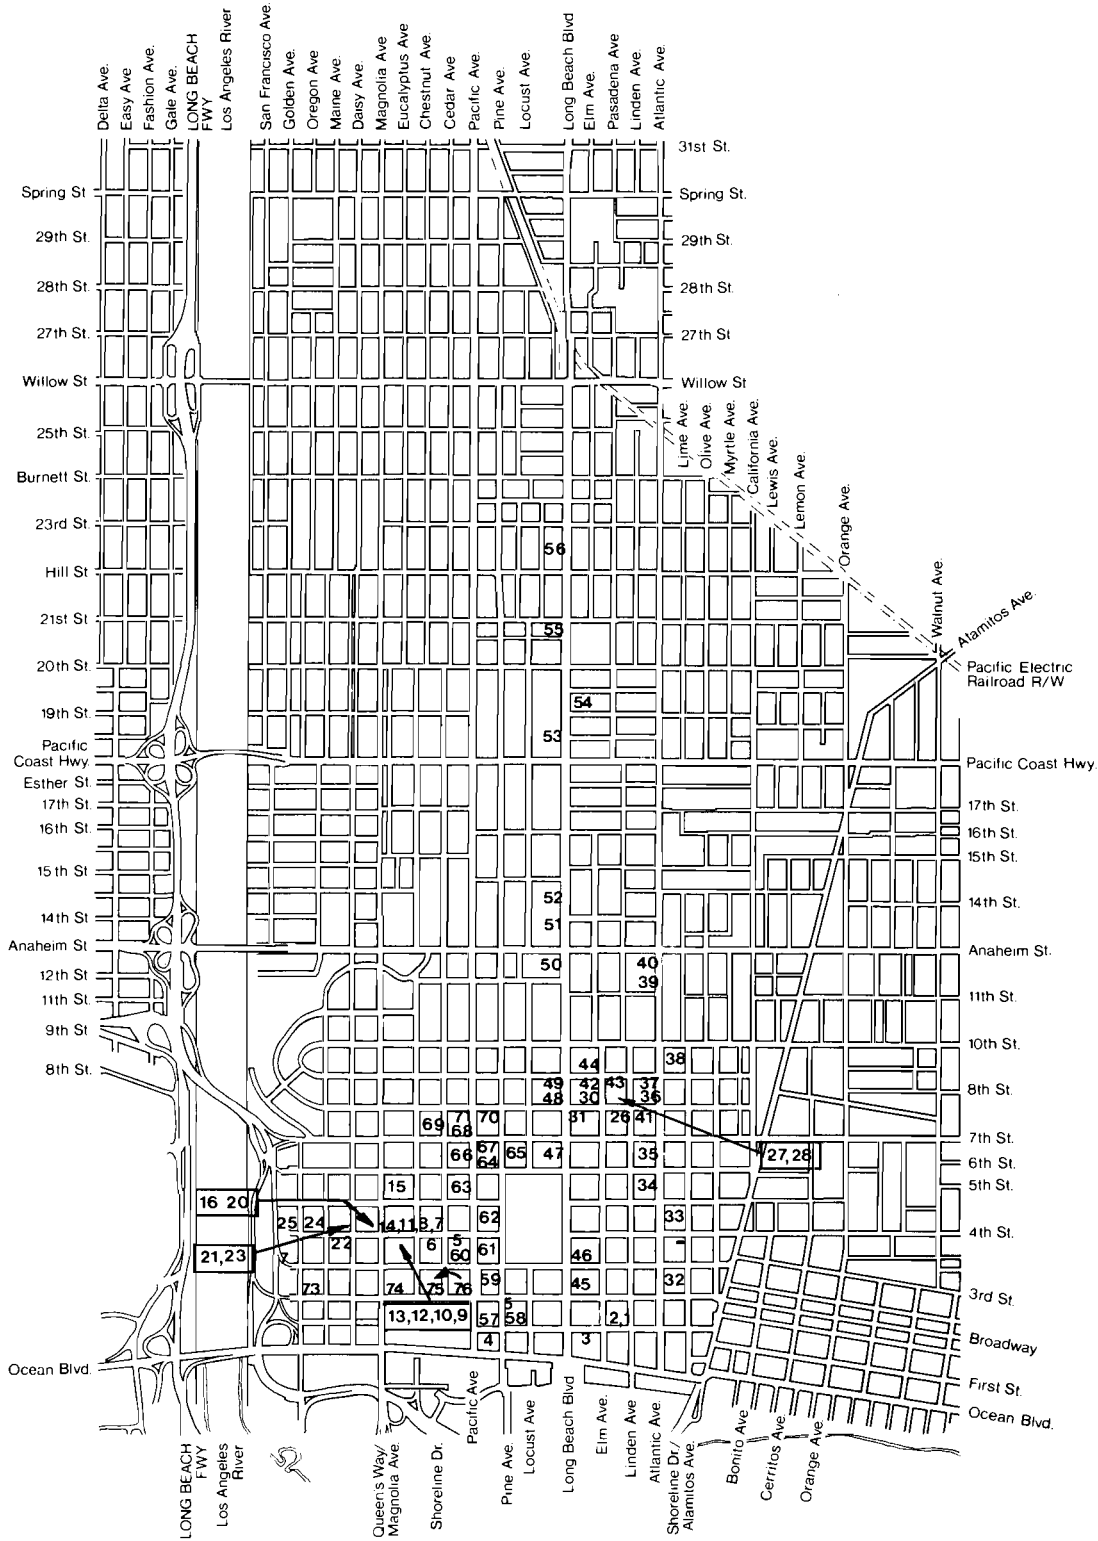 Delta Ave.
Easy Ave
Fashion Ave.
Gale Ave.
LONG BEACH
FWY
Los Angeles River
San Francisco Ave.
Golden Ave.
Oregon Ave
Maine Ave.
Daisy Ave.
Magnolia Ave
Eucalyptus Ave
Chestnut Ave.
Cedar Ave
Pacific Ave.
Pine Ave.
Locust Ave.
Long Beach Blvd
Elm Ave.
Pasadena Ave
Linden Ave.
Atlantic Ave.
31st St.
Spring St
Spring St.
29th St.
29th St.
28th St.
28th St.
27th St.
27th St
Willow St
Willow St
Lime Ave.
Olive Ave.
Myrtle Ave.
California Ave.
Lewis Ave.
Lemon Ave.
Orange Ave.
Walnut Ave.
Alamitos Ave.
25th St.
Burnett St.
23rd St.
56
Hill St
21st St
55
20th St.
Pacific Electric
Railroad R/W
19th St.
54
53
Pacific
Coast Hwy.
Pacific Coast Hwy.
Esther St.
17th St.
17th St.
16th St.
16th St.
15th St
15th St.
52
14th St
14th St.
51
Anaheim St
Anaheim St.
50
40
12th St
39
11th St.
11th St.
9th St
10th St.
8th St.
44
38
49 42 43 37
8th St.
48 30 36
69 71 70 31 26 41
68
7th St.
66 67 65 47 35 27,28
64
6th St.
15 63 34
5th St.
16 20
25 24 14,11,8,7 62 33
4th St.
21,23
22 6 5 61 46
7 60
73 74 75 76 59 45 32
3rd St.
13,12,10,9
57 5 58 2,1
4 3
Broadway
Ocean Blvd.
First St.
Ocean Blvd.
LONG BEACH
FWY
Los Angeles
River
Queen's Way/
Magnolia Ave.
Shoreline Dr.
Pacific Ave
Pine Ave.
Locust Ave
Long Beach Blvd
Elm Ave.
Linden Ave
Atlantic Ave.
Shoreline Dr./
Alamitos Ave.
Bonito Ave
Cerritos Ave.
Orange Ave.